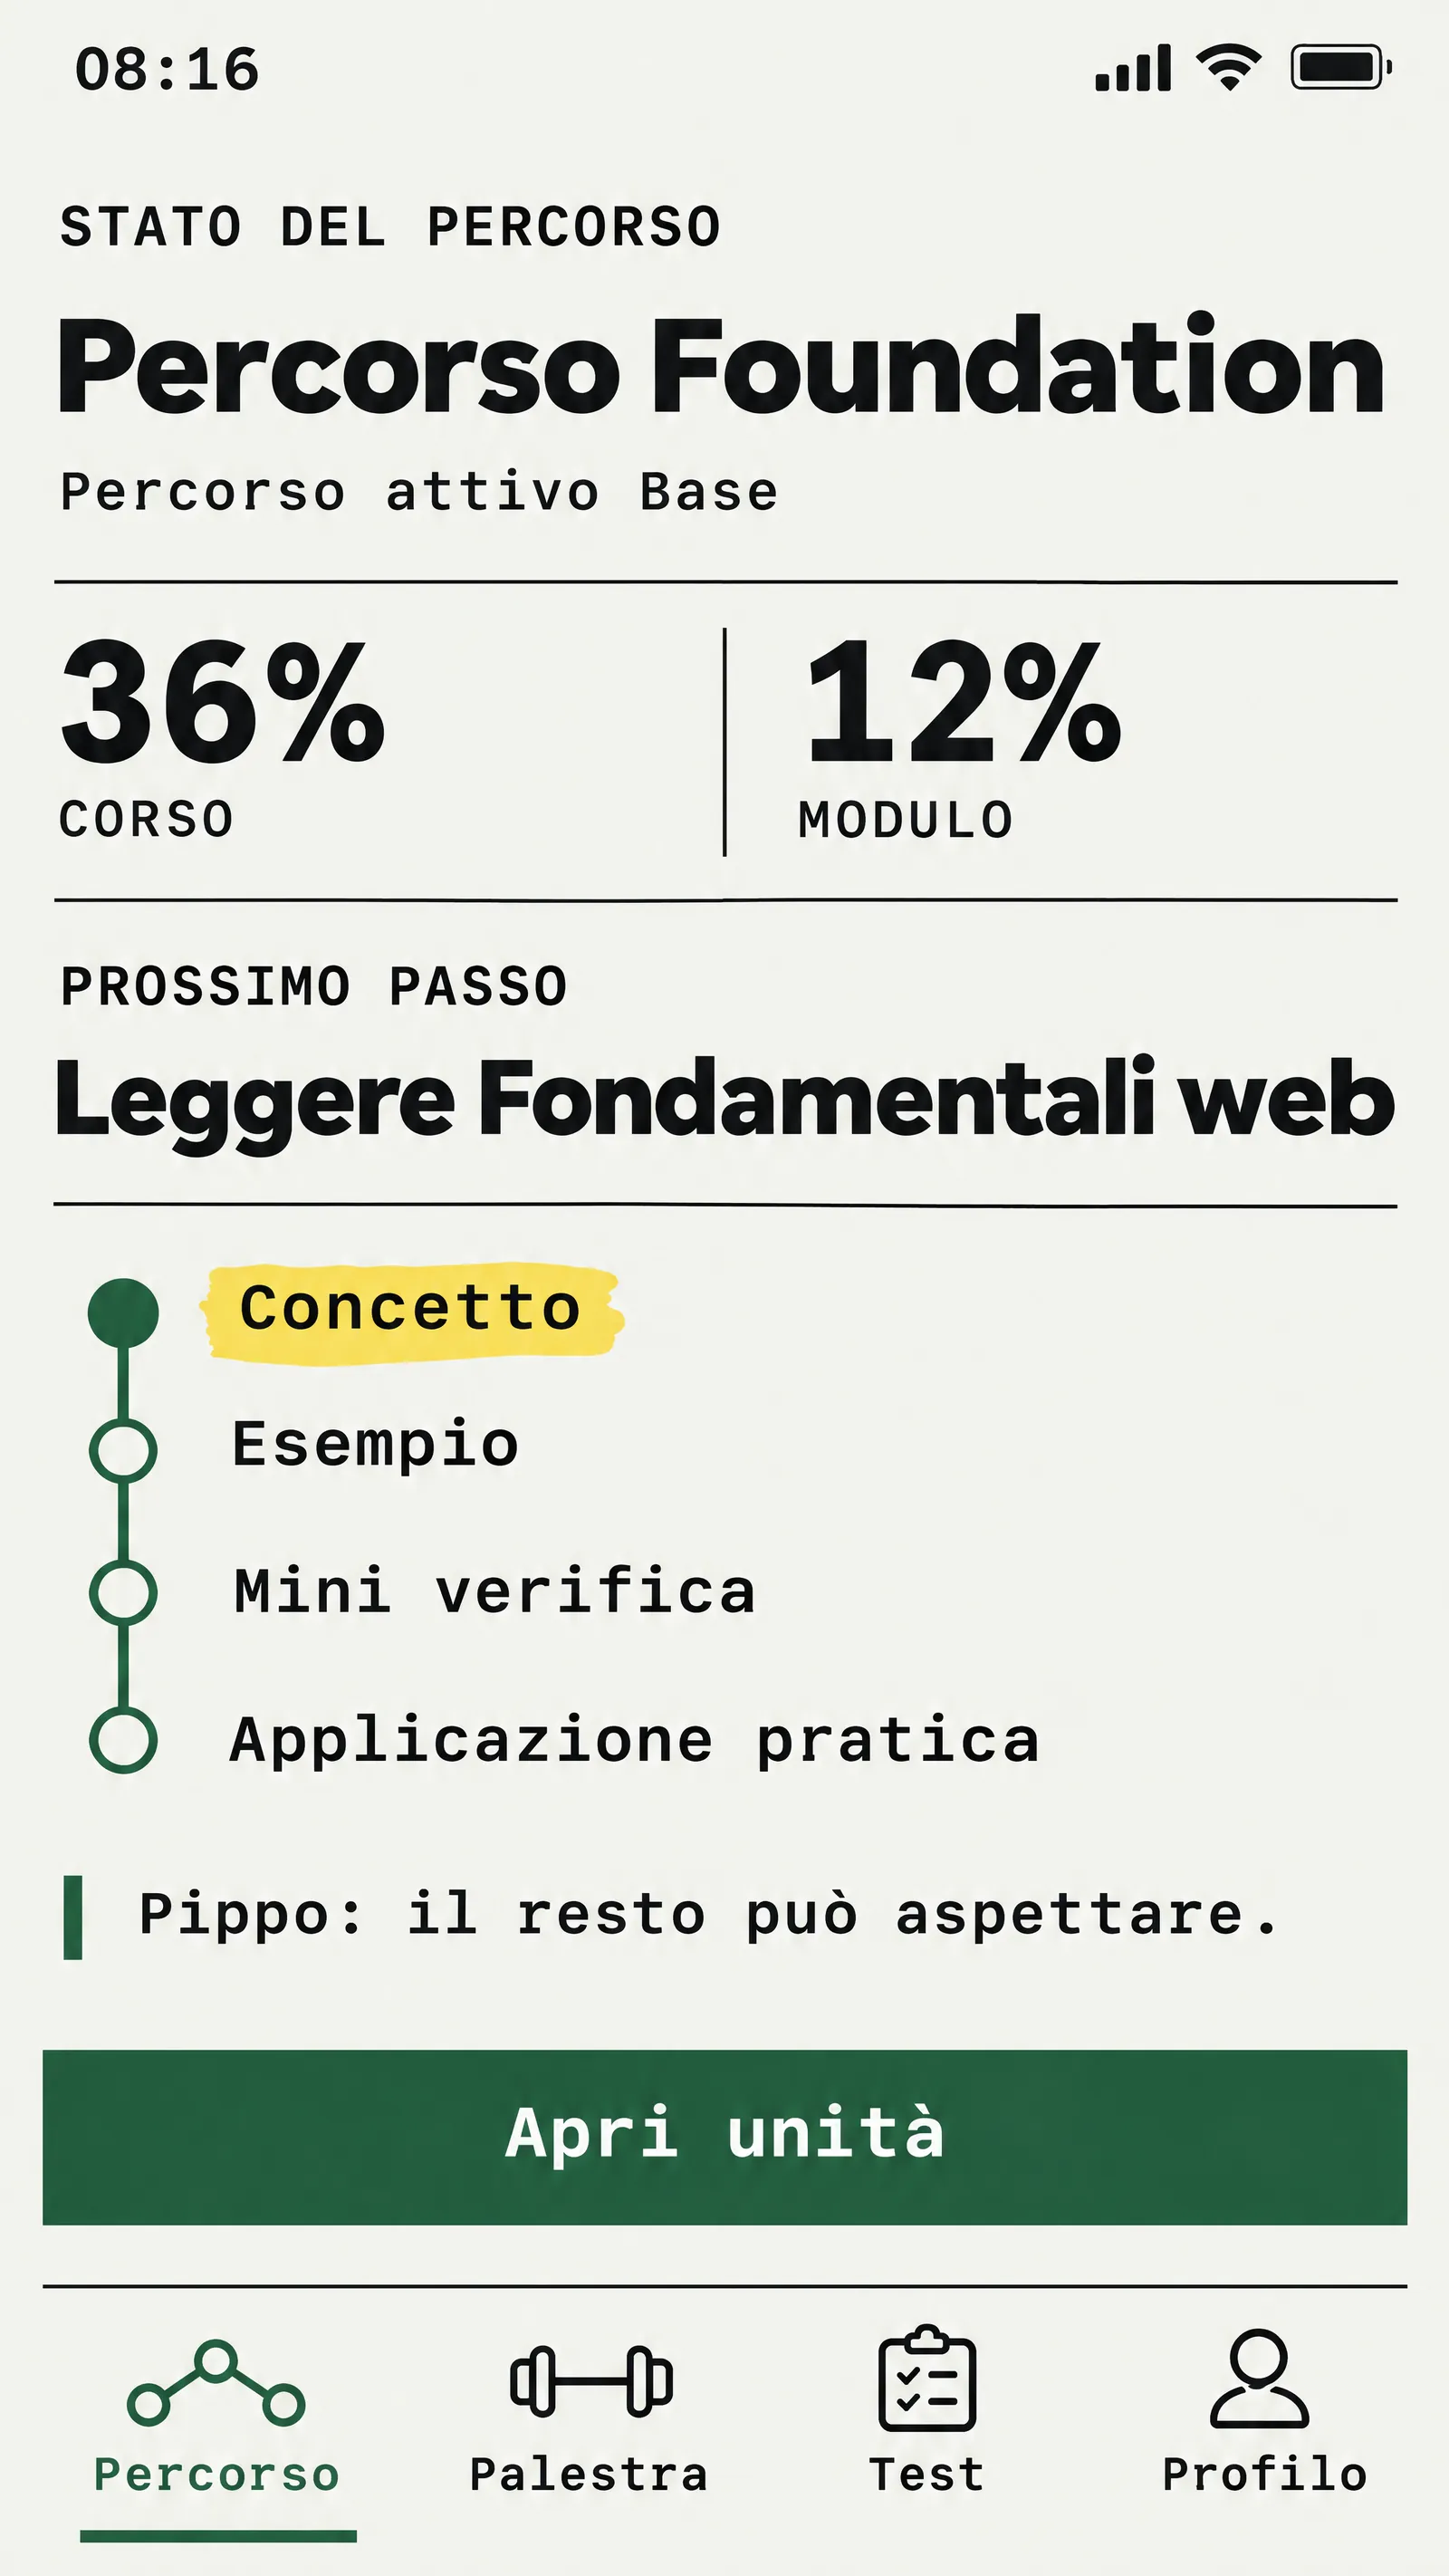 08:16
STATO DEL PERCORSO
Percorso Foundation
Percorso attivo Base
36%
CORSO
12%
MODULO
PROSSIMO PASSO
Leggere Fondamentali web
Concetto
Esempio
Mini verifica
Applicazione pratica
Pippo: il resto può aspettare.
Apri unità
Percorso
Palestra
Test
Profilo